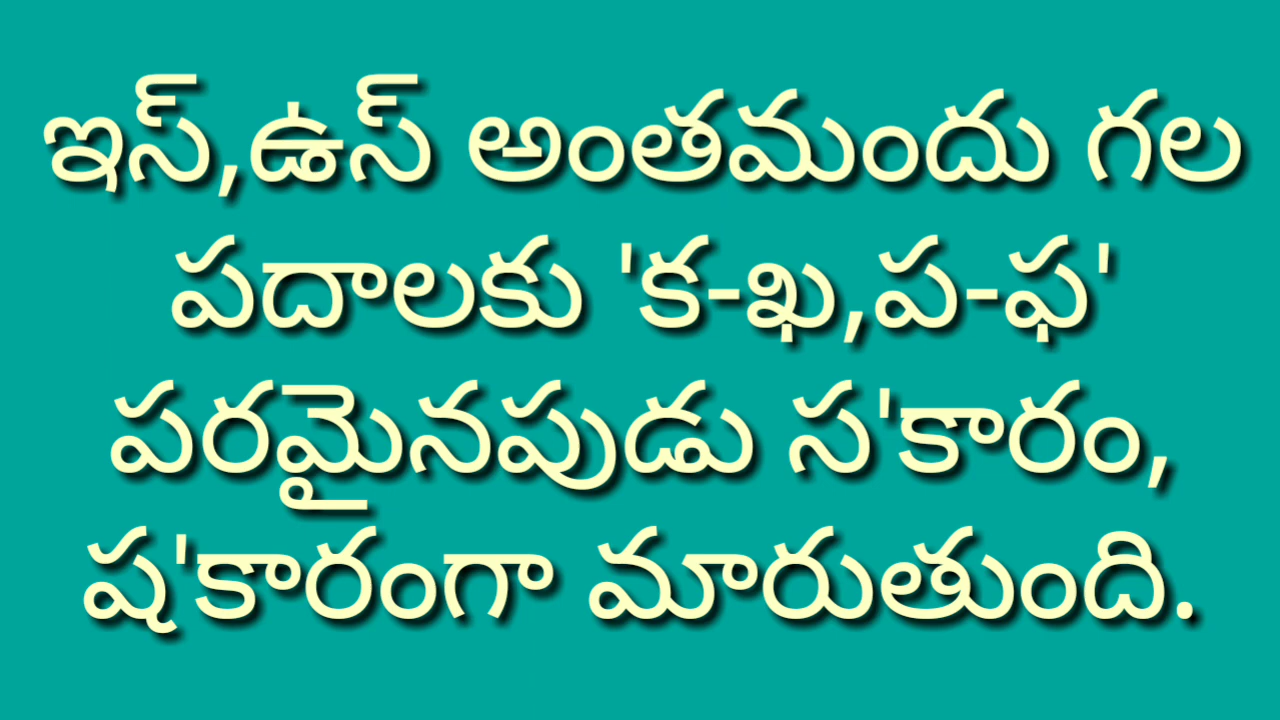 ఇస్,ఉస్ అంతమందు గల
పదాలకు 'క-ఖ,ప-ఫ'
పరమైనపుడు స'కారం,
ష'కారంగా మారుతుంది.